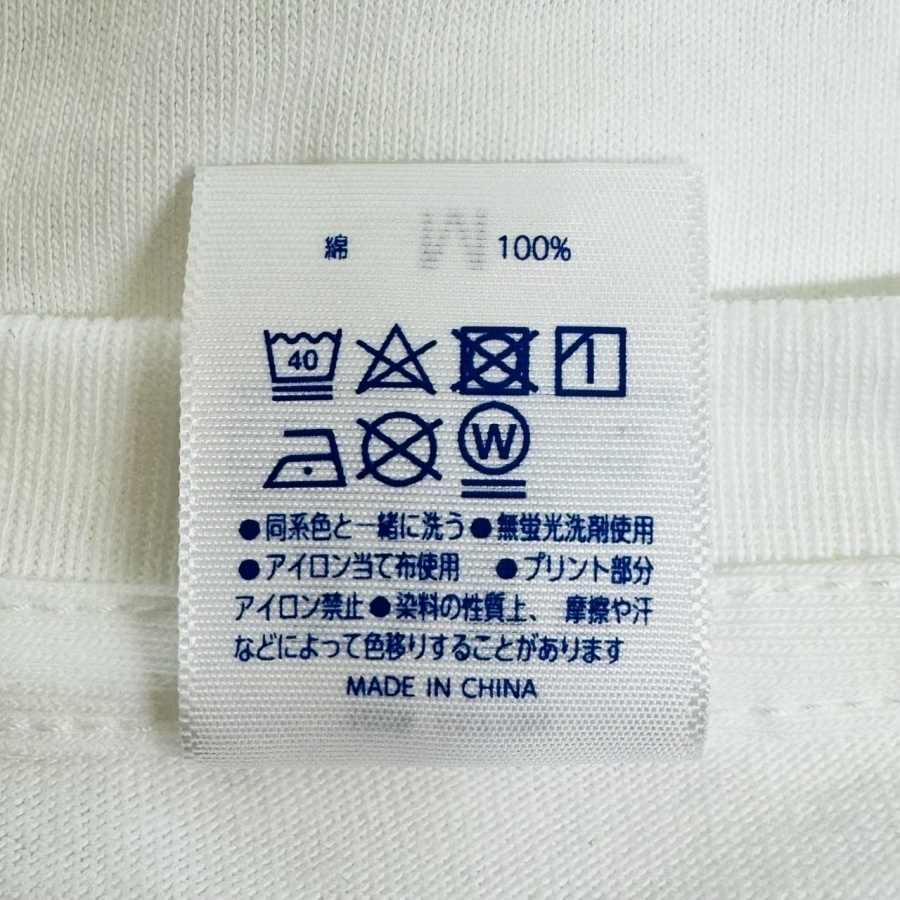 綿 100%
40
W
●同系色と一緒に洗う ●無蛍光洗剤使用
●アイロン当て布使用 ●プリント部分
アイロン禁止 ●染料の性質上、摩擦や汗
などによって色移りすることがあります
MADE IN CHINA